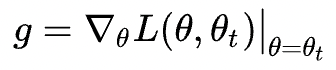 g = ∇_θ L(θ, θ_t)|_{θ=θ_t}